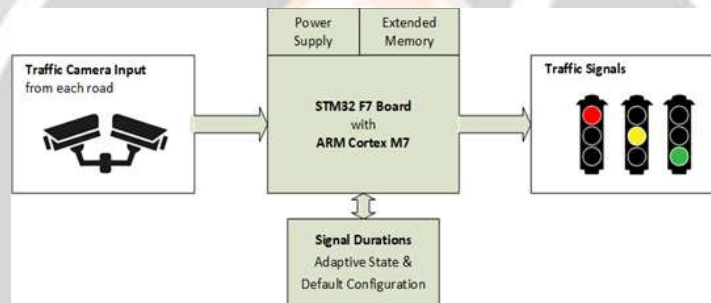 Power
Supply
Extended
Memory
Traffic Camera Input
from each road
STM32 F7 Board
with
ARM Cortex M7
Traffic Signals
Signal Durations
Adaptive State &
Default Configuration